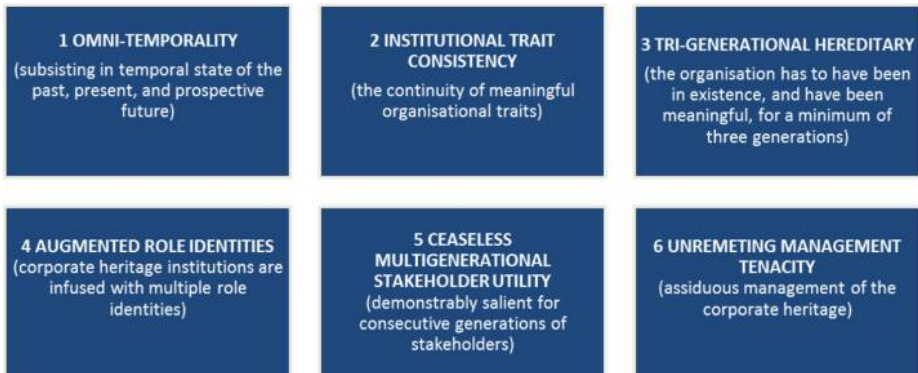 1 OMNI-TEMPORALITY
(subsisting in temporal state of the
past, present, and prospective
future)
2 INSTITUTIONAL TRAIT
CONSISTENCY
(the continuity of meaningful
organisational traits)
3 TRI-GENERATIONAL HEREDITARY
(the organisation has to have been
in existence, and have been
meaningful, for a minimum of
three generations)
4 AUGMENTED ROLE IDENTITIES
(corporate heritage institutions are
infused with multiple role
identities)
5 CEASELESS
MULTIGENERATIONAL
STAKEHOLDER UTILITY
(demonstrably salient for
consecutive generations of
stakeholders)
6 UNREMETING MANAGEMENT
TENACITY
(assiduous management of the
corporate heritage)